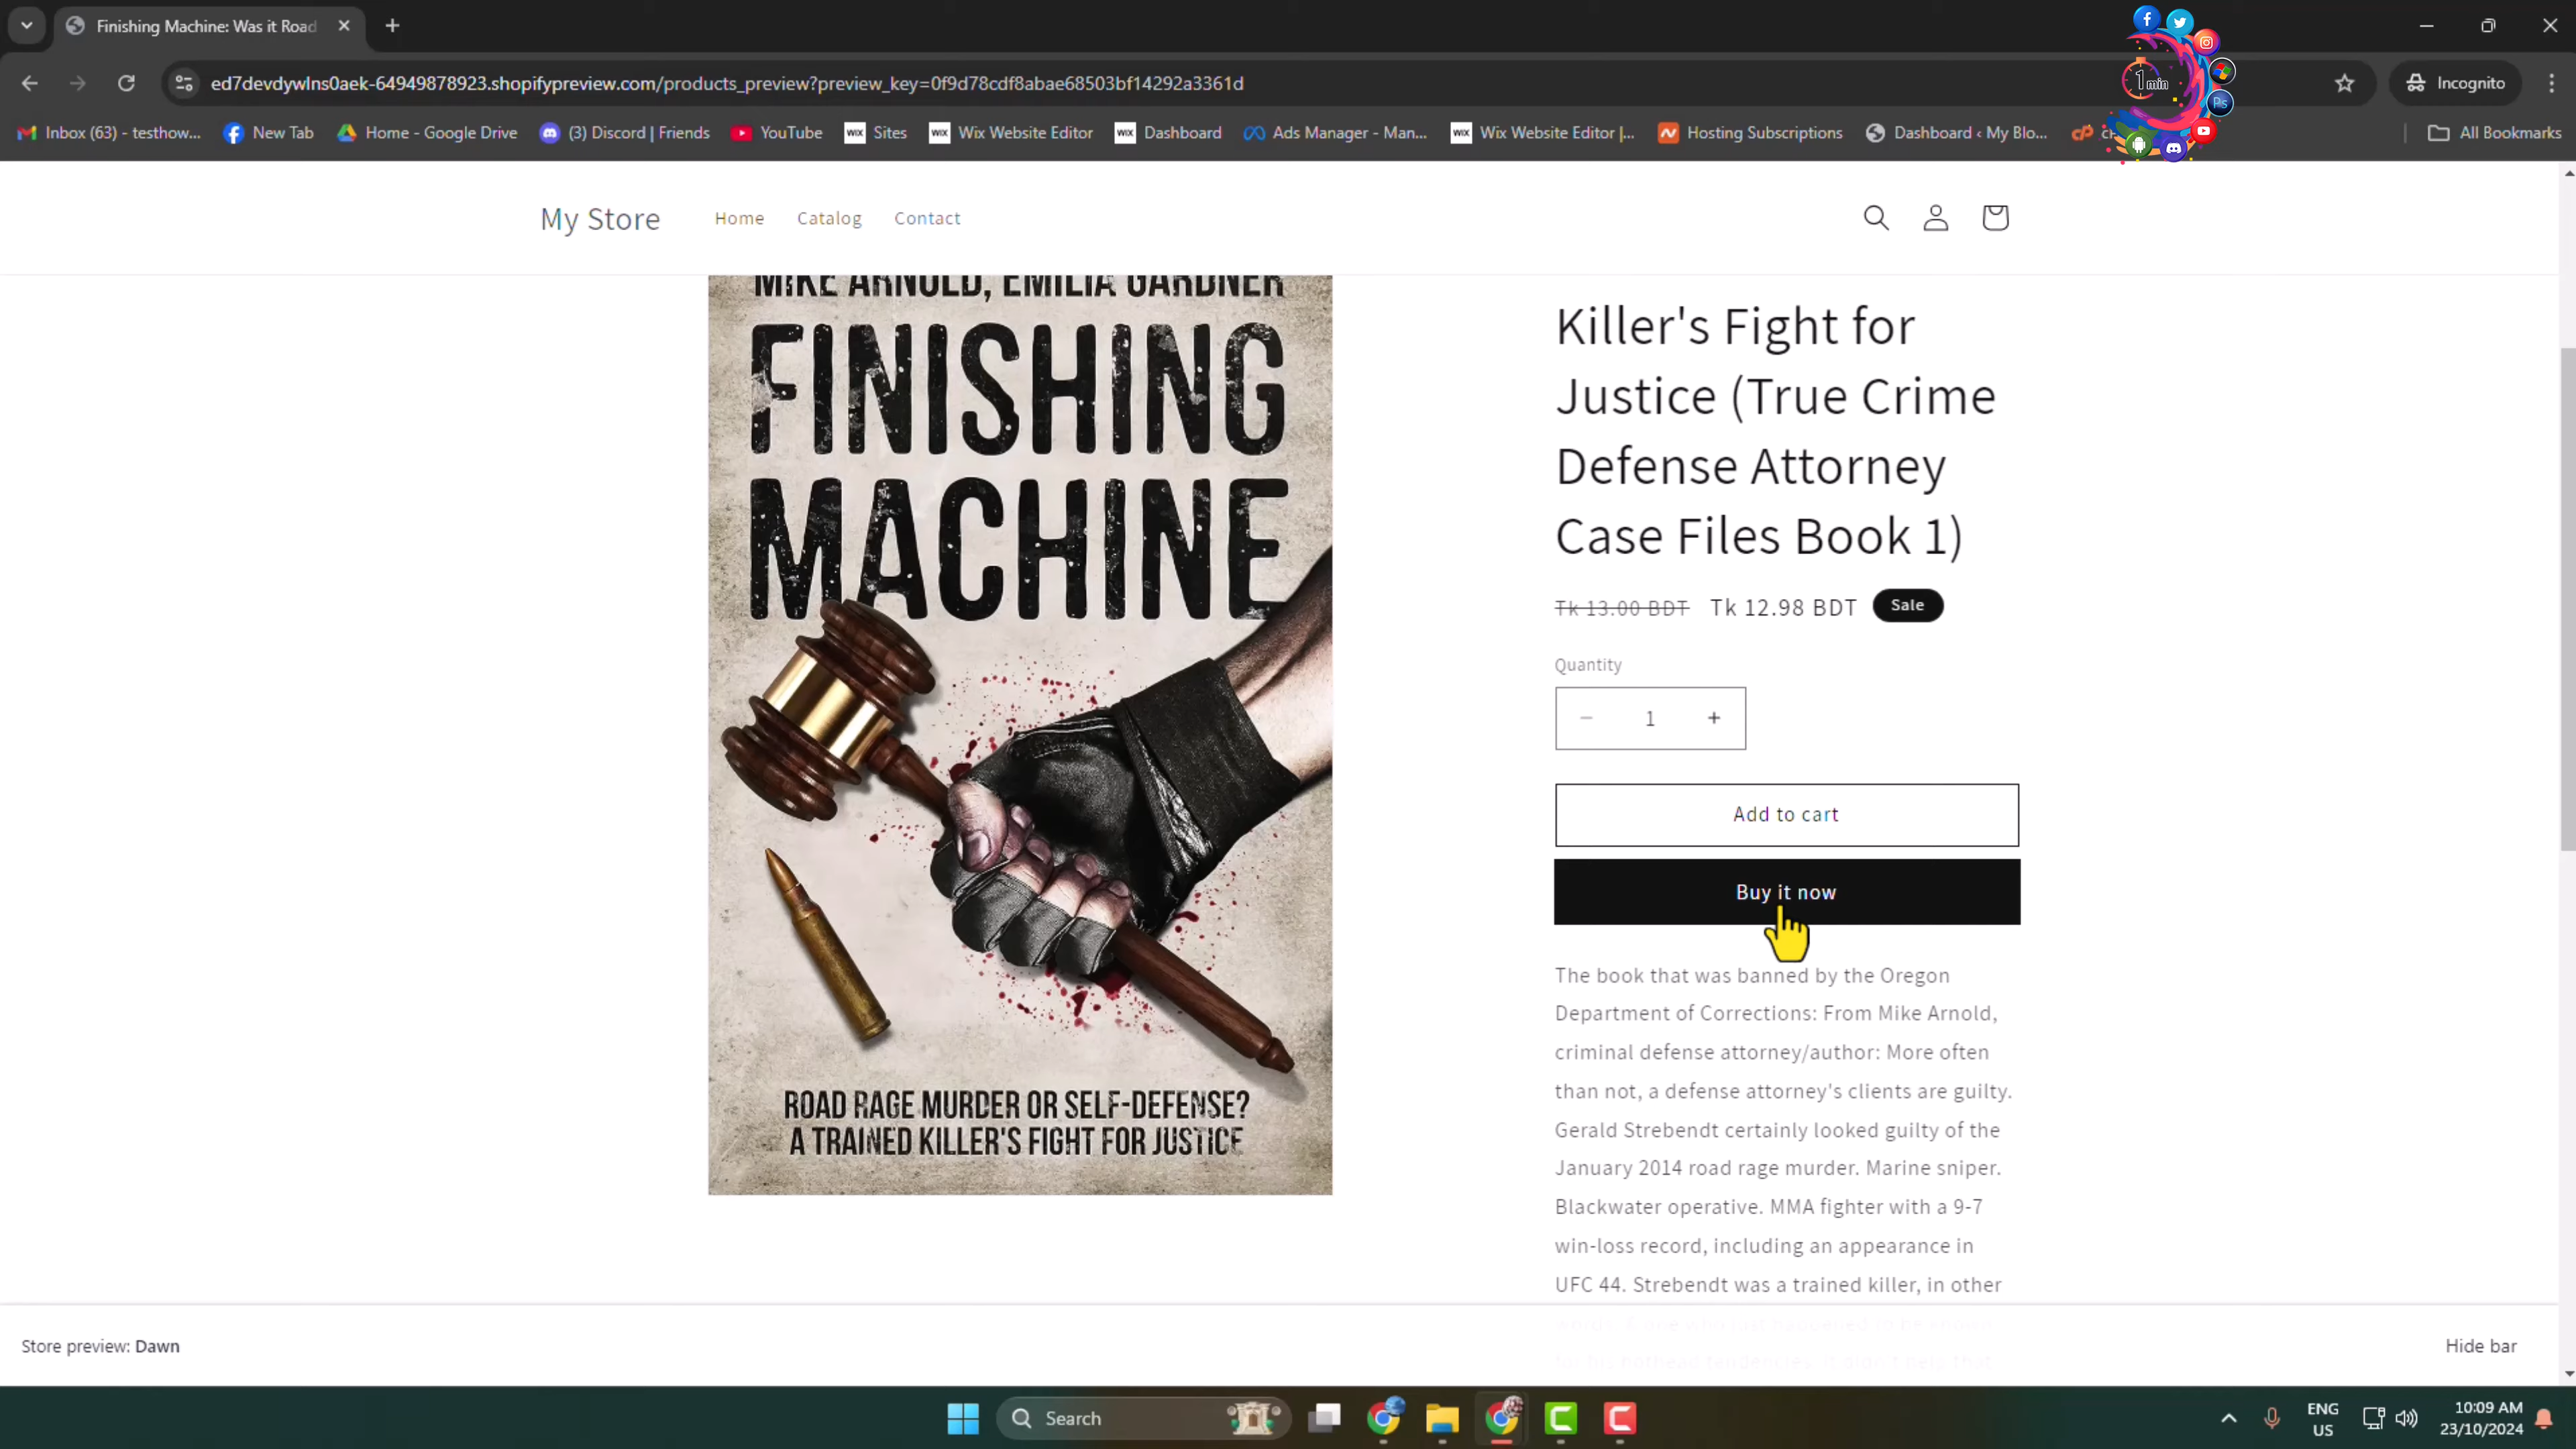 Finishing Machine: Was it Road
ed7devdywlns0aek-64949878923.shopifypreview.com/products_preview?preview_key=0f9d78cdf8abae68503bf14292a3361d
Incognito
1 min
Ps
Inbox (63) - testhow...
New Tab
Home - Google Drive
(3) Discord | Friends
YouTube
WIX Sites
WIX Wix Website Editor
WIX Dashboard
Ads Manager - Man...
WIX Wix Website Editor |...
Hosting Subscriptions
Dashboard ‹ My Blo...
All Bookmarks
My Store
Home
Catalog
Contact
MIKE ARNOLD, EMILIA GARDNER
FINISHING
MACHINE
ROAD RAGE MURDER OR SELF-DEFENSE?
A TRAINED KILLER'S FIGHT FOR JUSTICE
Killer's Fight for
Justice (True Crime
Defense Attorney
Case Files Book 1)
Tk 13.00 BDT Tk 12.98 BDT Sale
Quantity
− 1 +
Add to cart
Buy it now
The book that was banned by the Oregon
Department of Corrections: From Mike Arnold,
criminal defense attorney/author: More often
than not, a defense attorney's clients are guilty.
Gerald Strebendt certainly looked guilty of the
January 2014 road rage murder. Marine sniper.
Blackwater operative. MMA fighter with a 9-7
win-loss record, including an appearance in
UFC 44. Strebendt was a trained killer, in other
Store preview: Dawn
Hide bar
Search
ENG
US
10:09 AM
23/10/2024